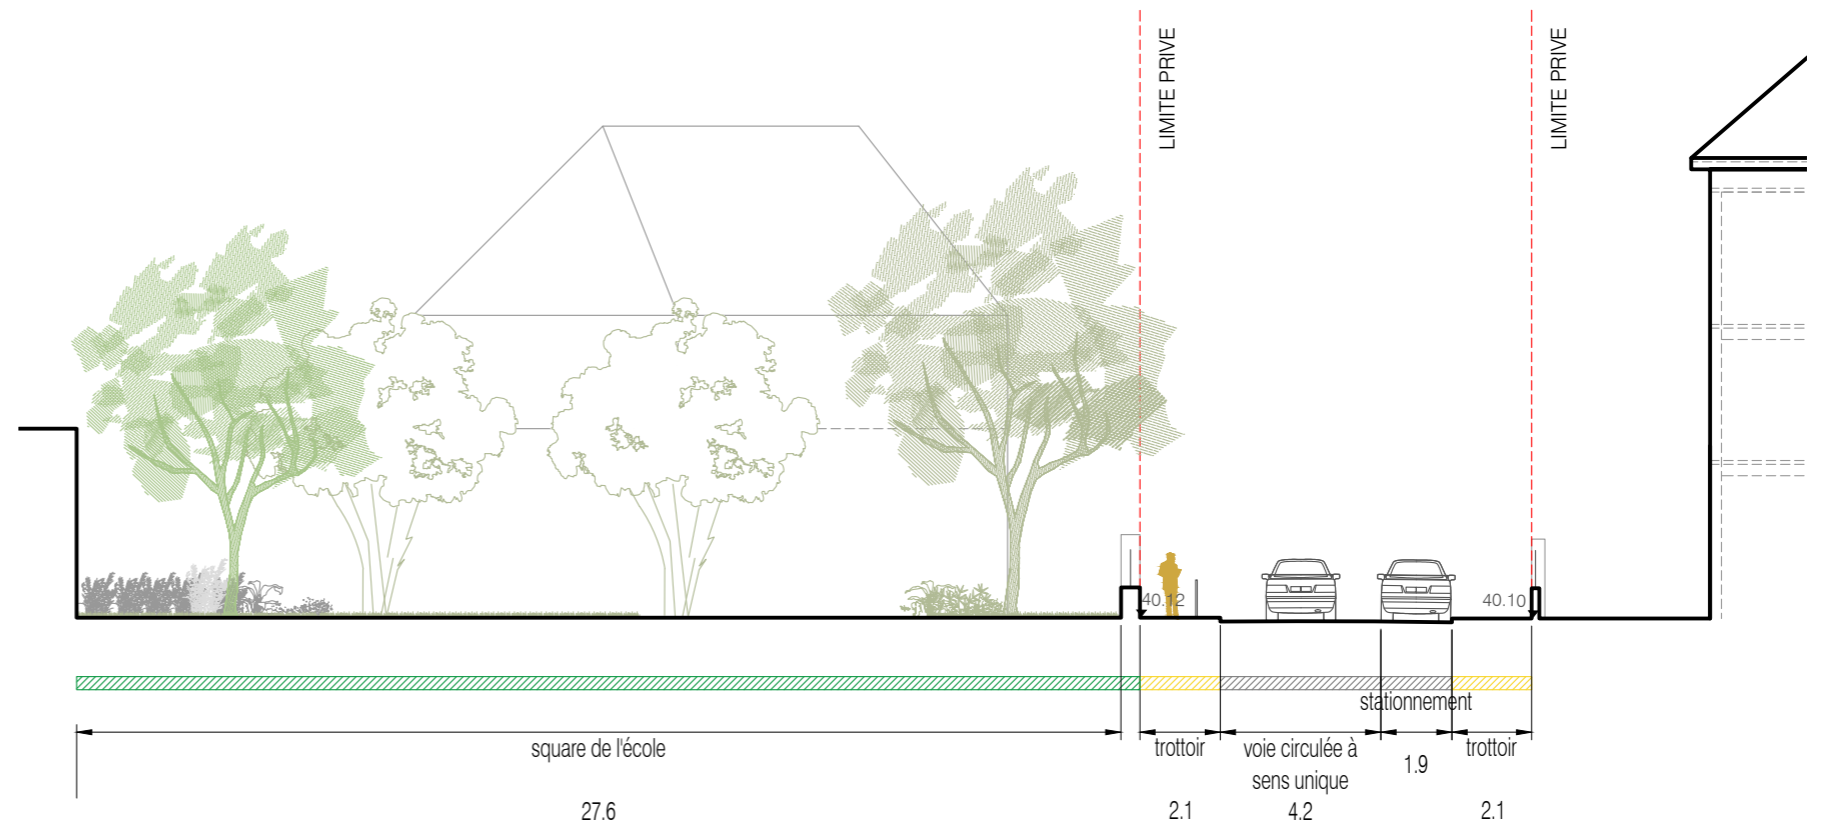 LIMITE PRIVE
LIMITE PRIVE
40.12
40.10
stationnement
square de l'école
trottoir
voie circulée à
sens unique
1.9
trottoir
27.6
2.1
4.2
2.1